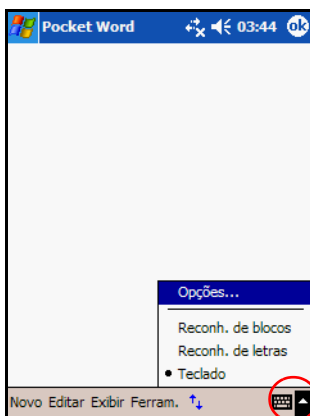 Pocket Word 03:44 ok
Opções...
Reconh. de blocos
Reconh. de letras
Teclado
Novo Editar Exibir Ferram.